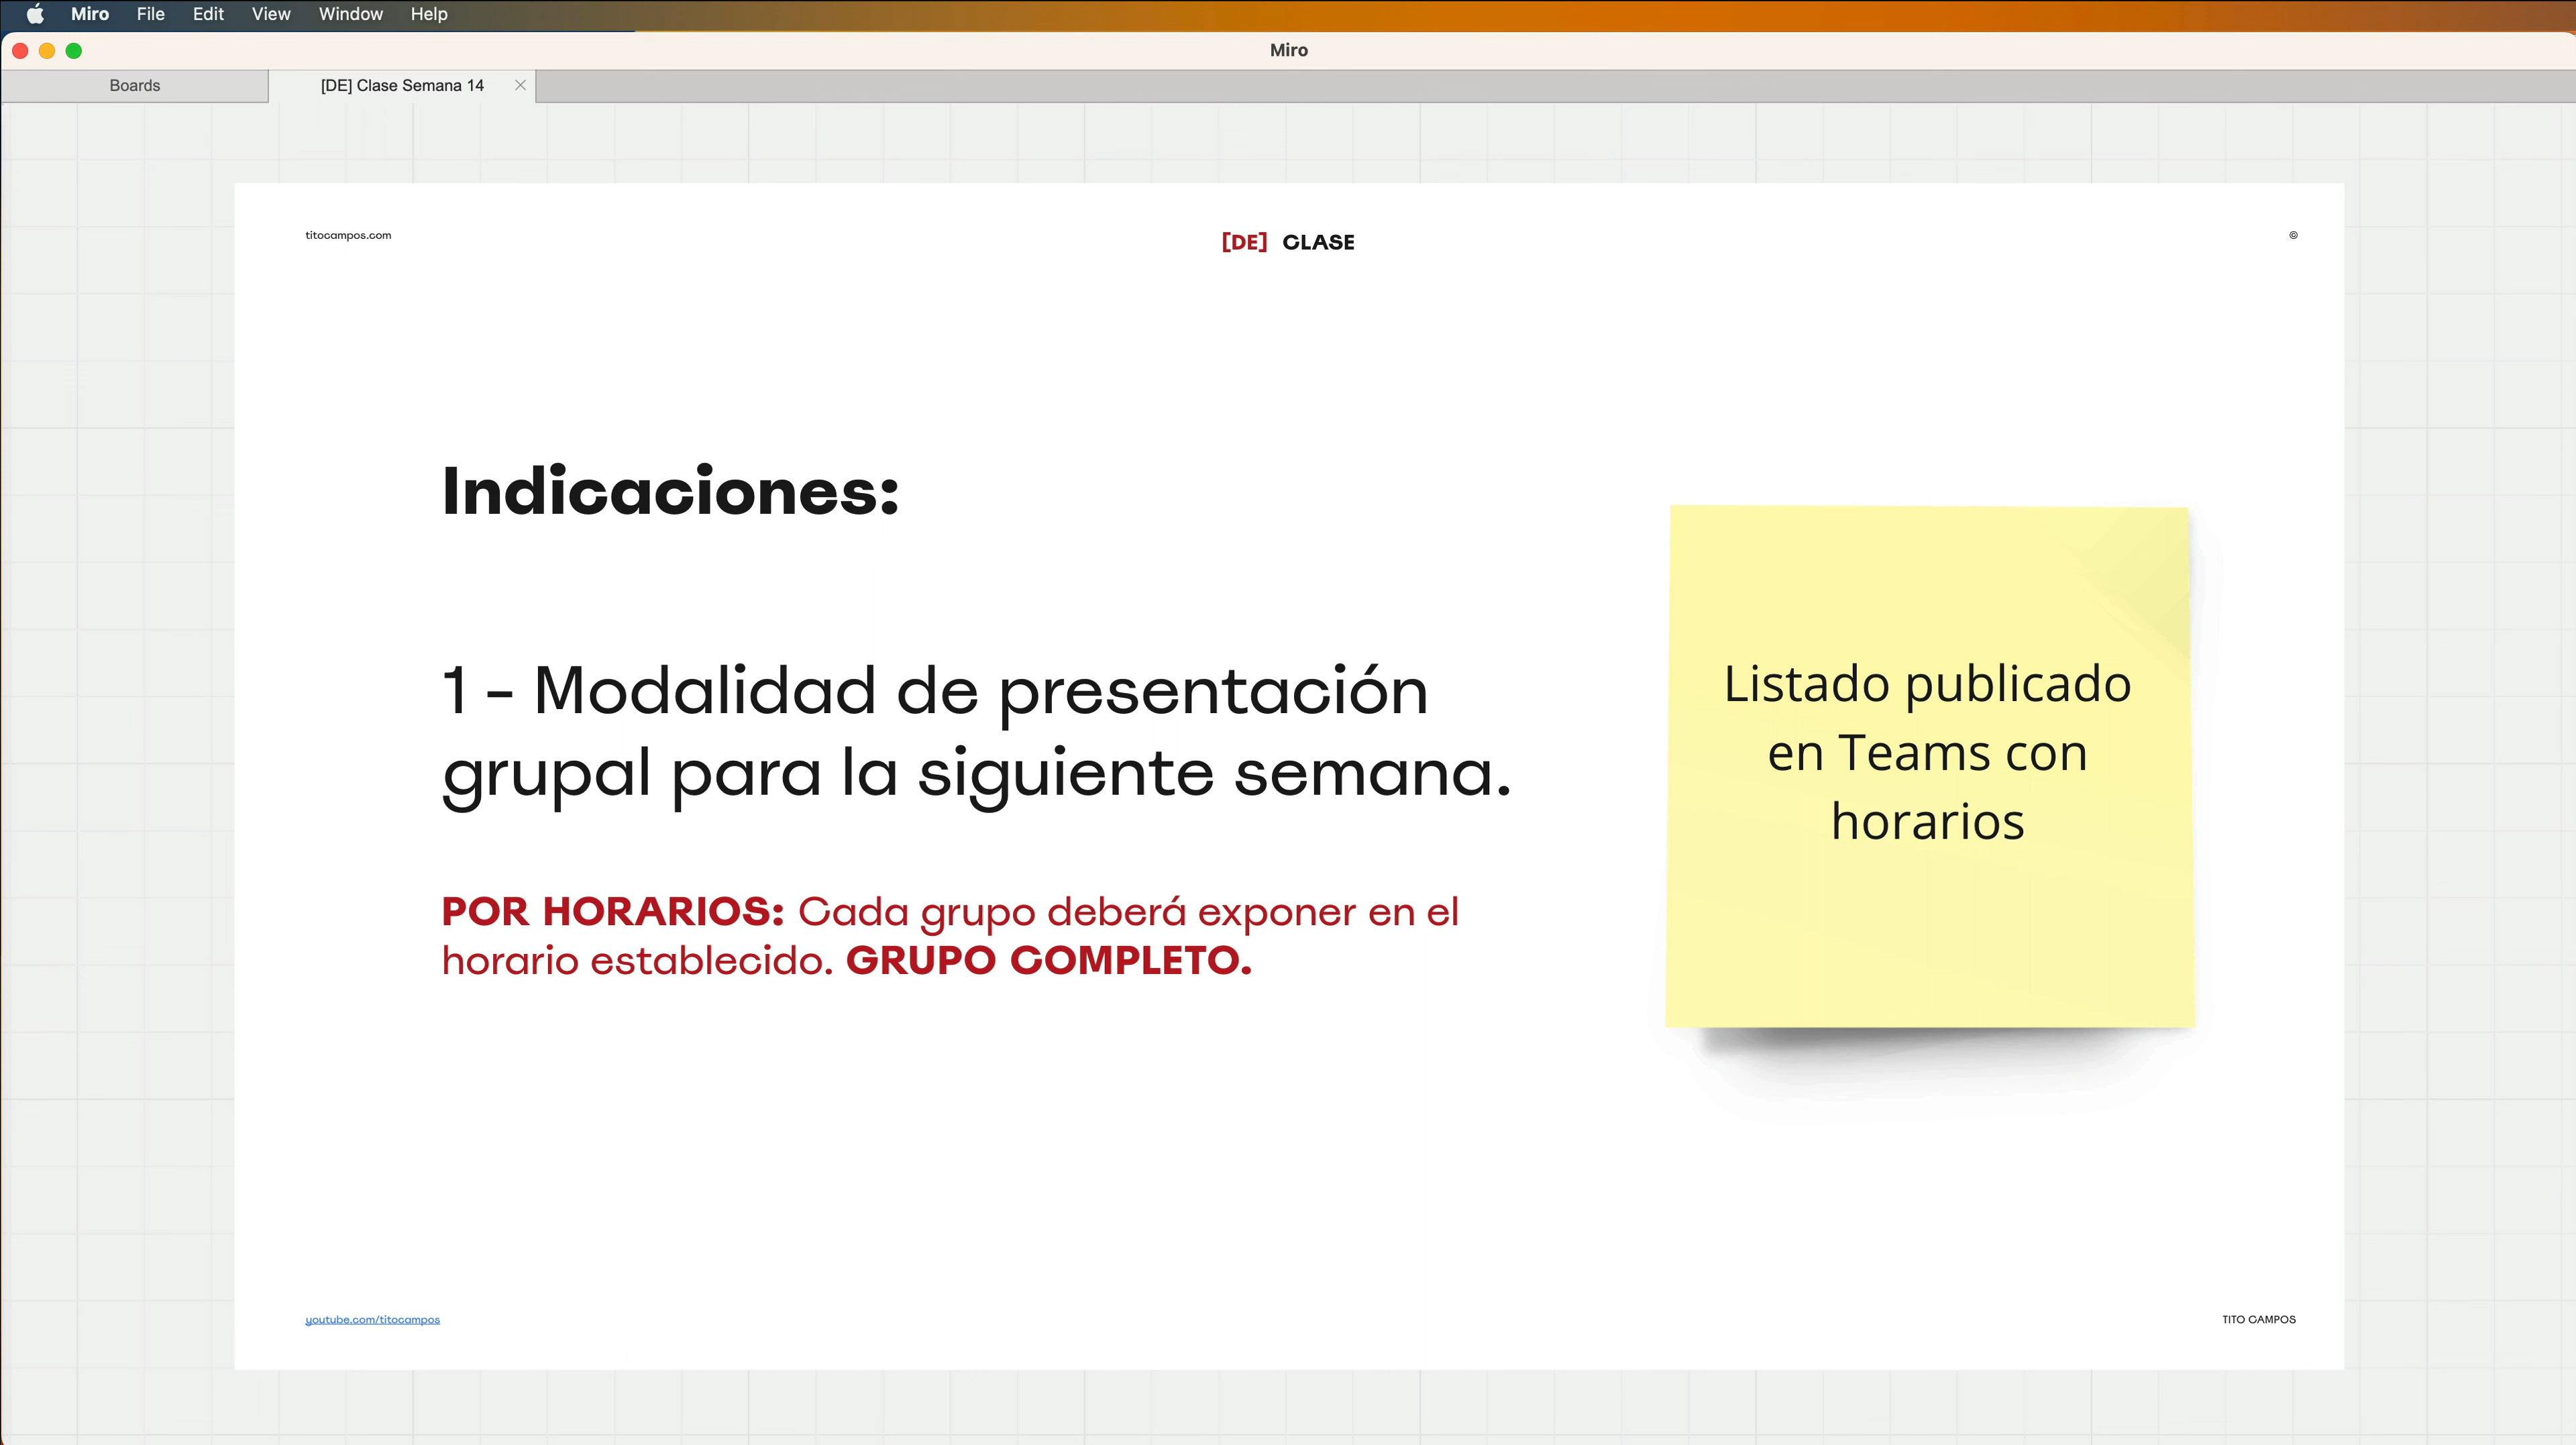 Miro File Edit View Window Help
Miro
Boards [DE] Clase Semana 14
titocampos.com
[DE] CLASE
©
Indicaciones:
1 - Modalidad de presentación
grupal para la siguiente semana.
POR HORARIOS: Cada grupo deberá exponer en el
horario establecido. GRUPO COMPLETO.
Listado publicado
en Teams con
horarios
youtube.com/titocampos
TITO CAMPOS